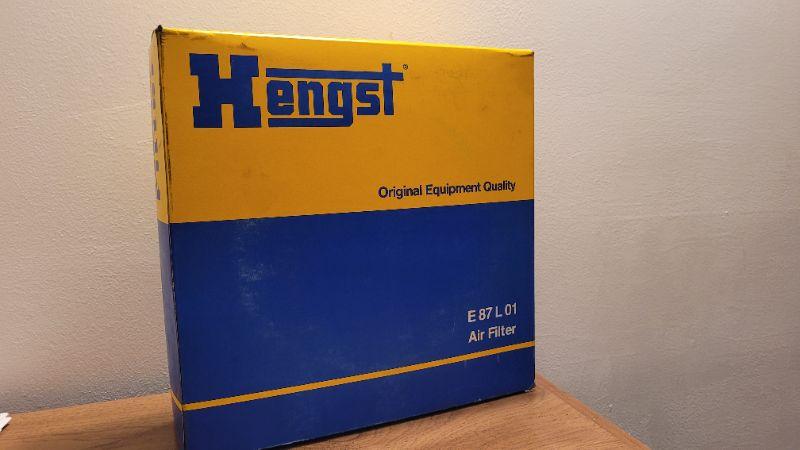 Hengst®
Original Equipment Quality
E 87 L 01
Air Filter